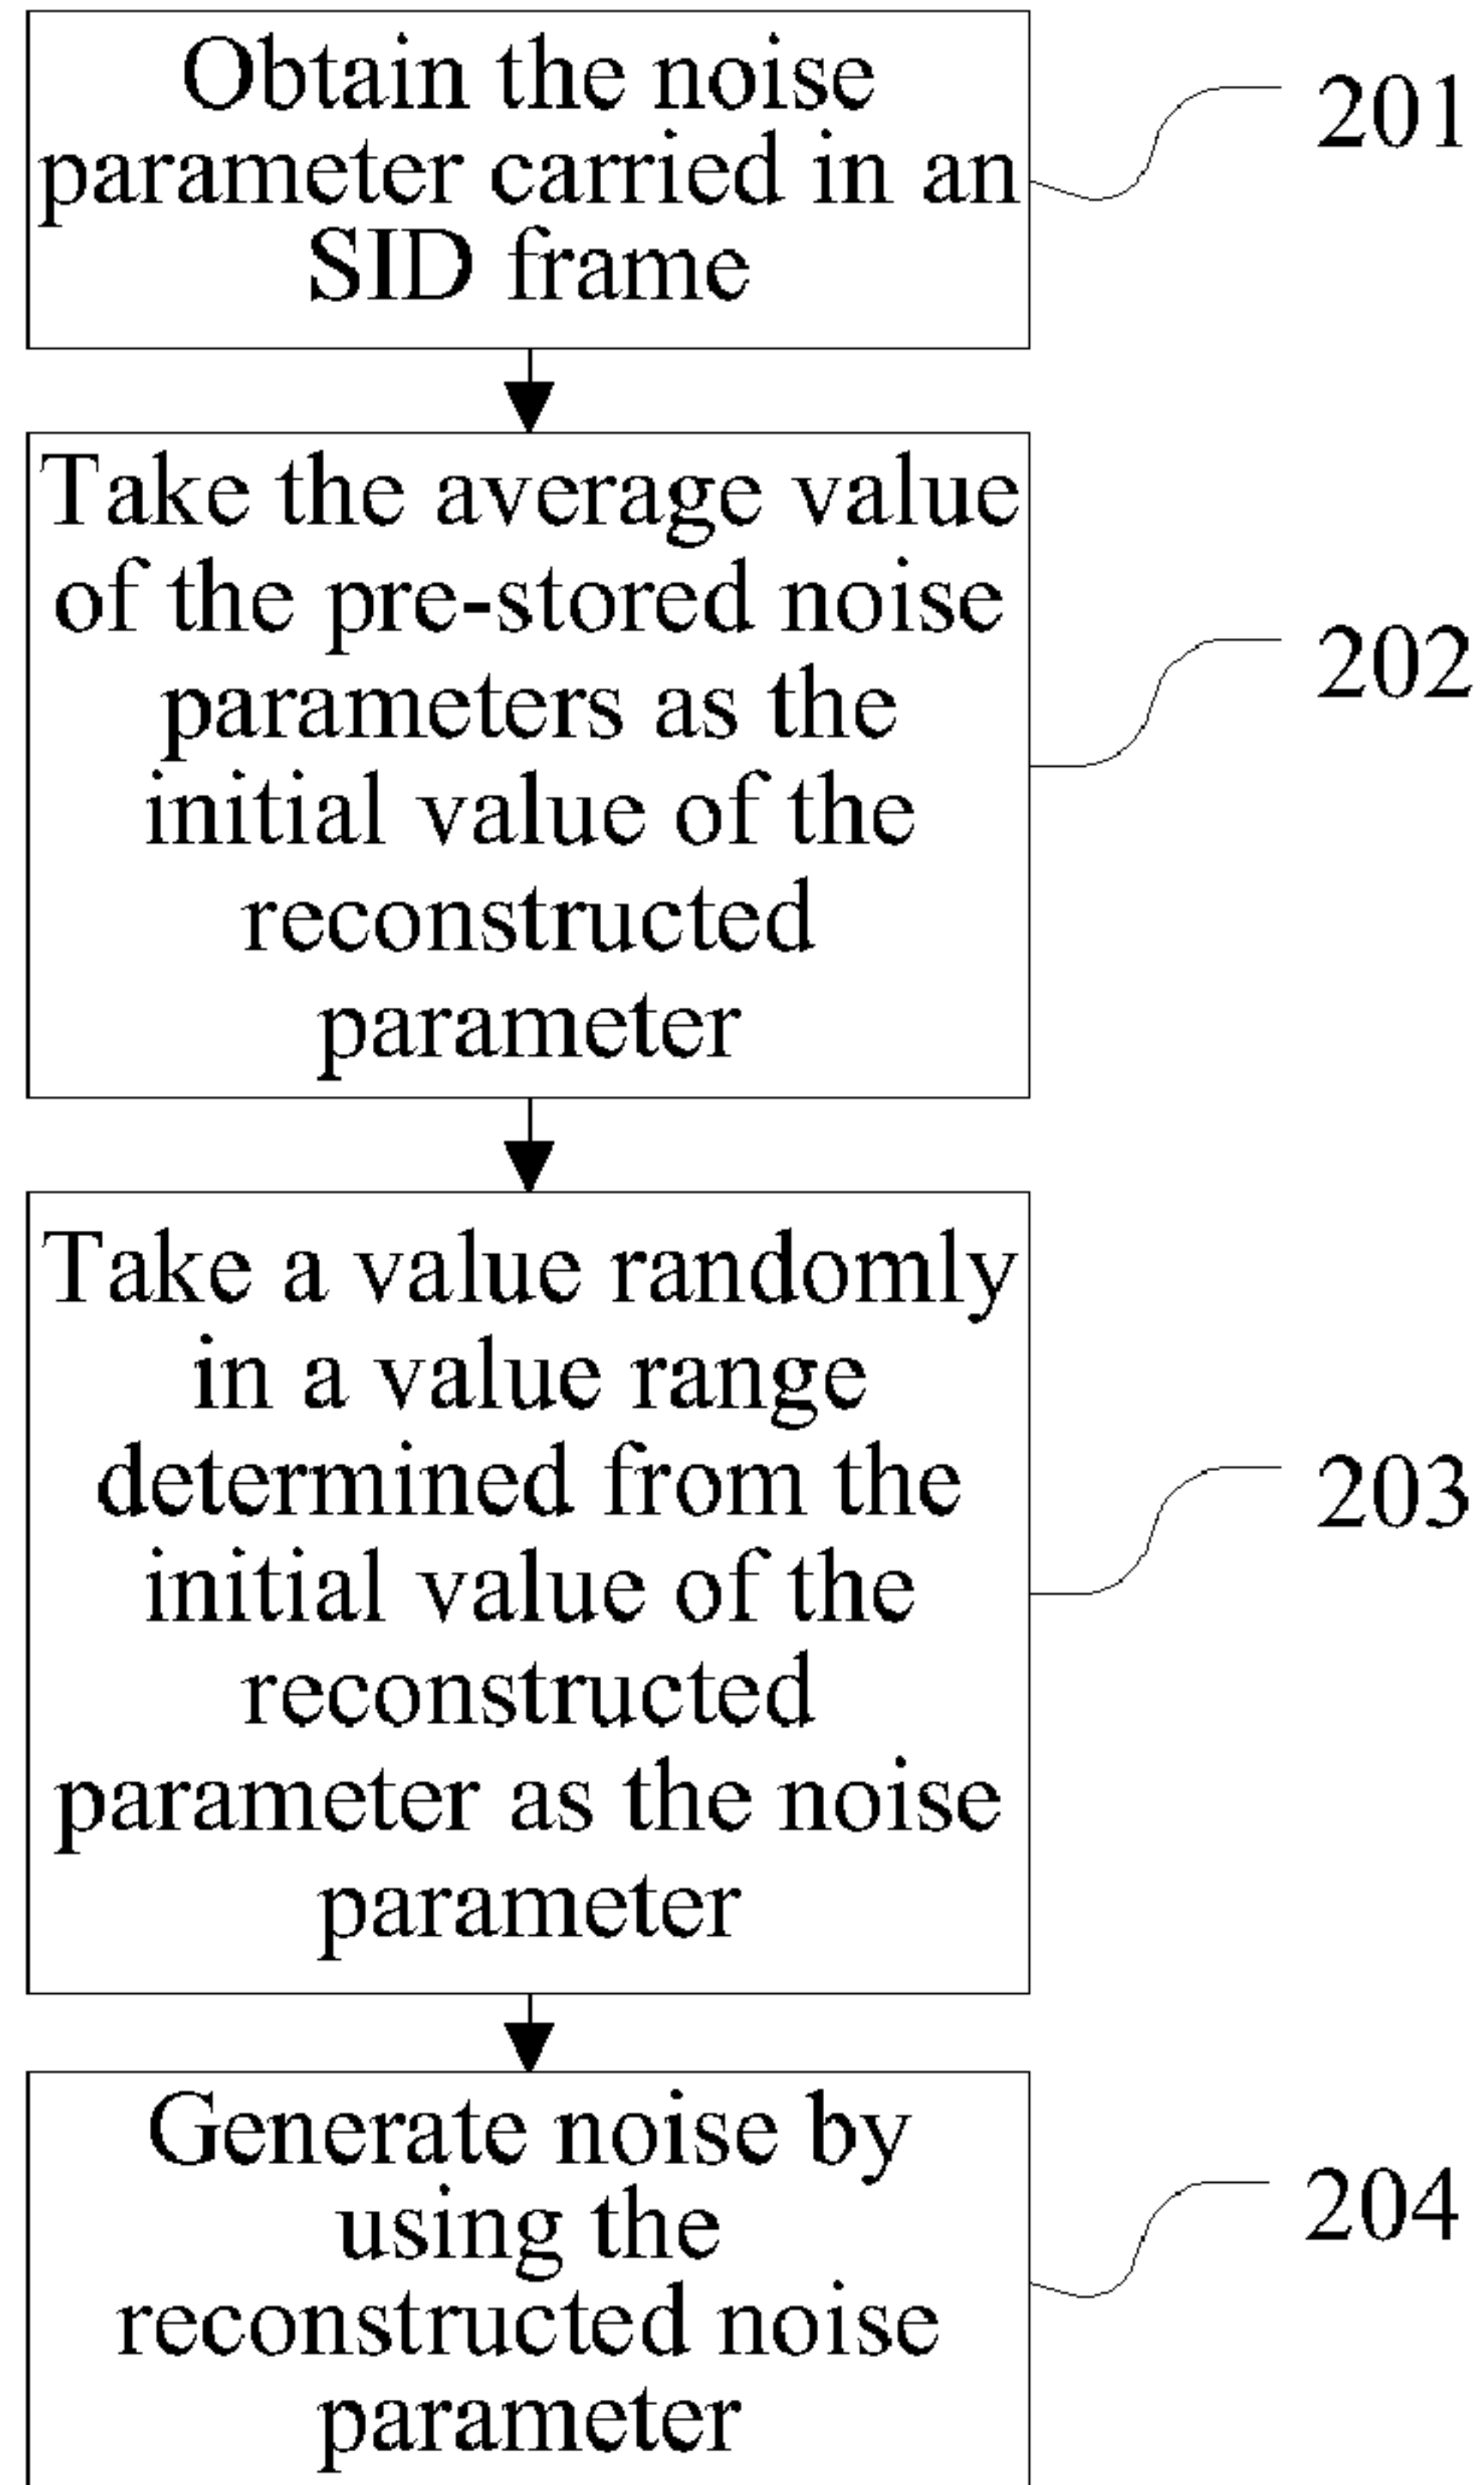 Obtain the noise
parameter carried in an
SID frame
201
Take the average value
of the pre-stored noise
parameters as the
initial value of the
reconstructed
parameter
202
Take a value randomly
in a value range
determined from the
initial value of the
reconstructed
parameter as the noise
parameter
203
Generate noise by
using the
reconstructed noise
parameter
204